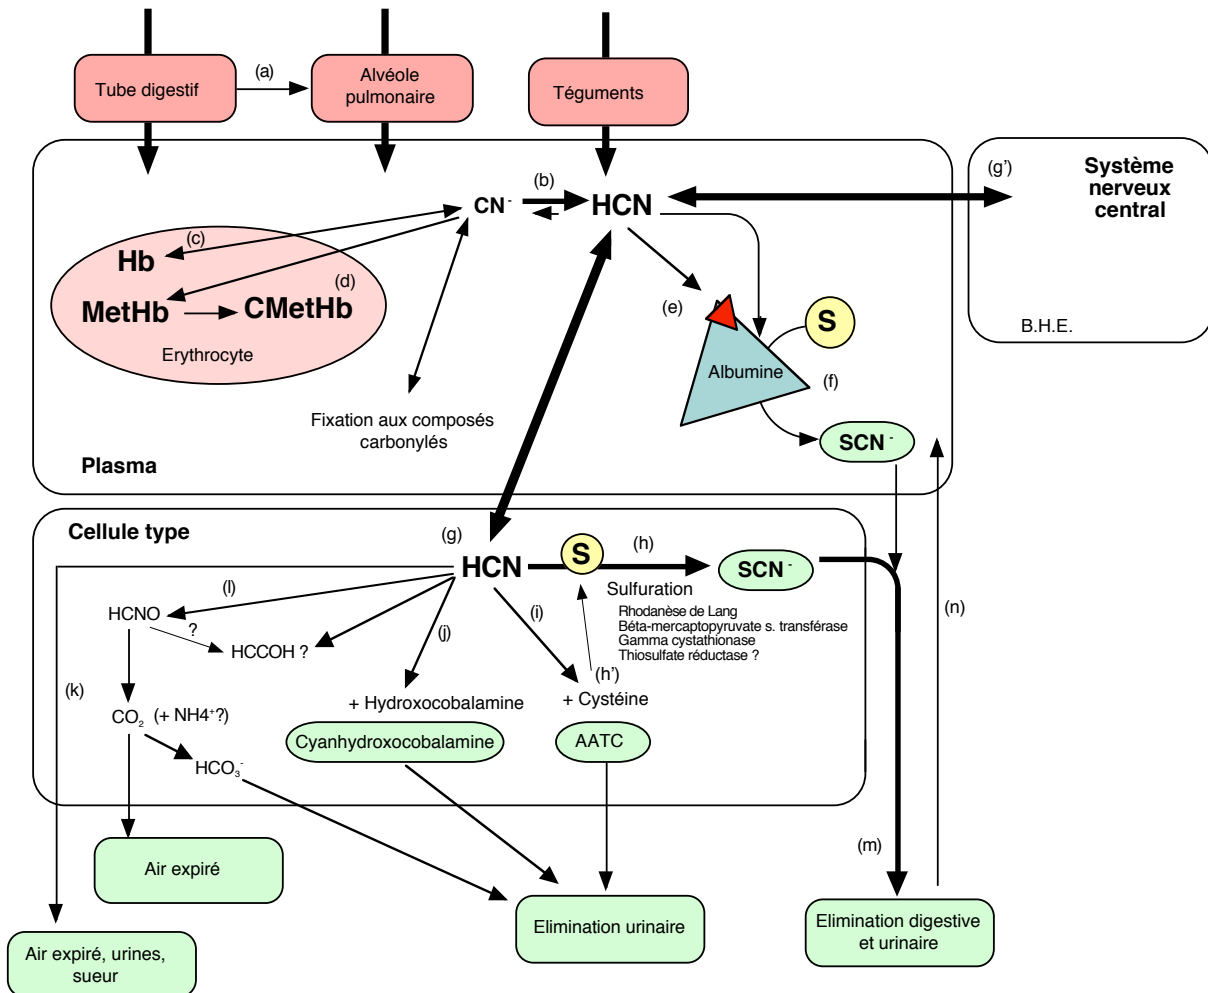 Tube digestif
(a)
Alvéole
pulmonaire
Téguments
(b)
CN -
HCN
(g’)
Système
nerveux
central
B.H.E.
(c)
Hb
(d)
MetHb
CMetHb
Erythrocyte
(e)
S
Albumine
(f)
Fixation aux composés
carbonylés
SCN -
Plasma
Cellule type
(g)
HCN
S
(h)
SCN -
Sulfuration
Rhodanèse de Lang
Béta-mercaptopyruvate s. transférase
Gamma cystathionase
Thiosulfate réductase ?
(l)
HCNO
?
HCCOH ?
(j)
(i)
(h’)
(n)
(k)
CO2 (+ NH4+?)
HCO3-
+ Hydroxocobalamine
Cyanhydroxocobalamine
+ Cystéine
AATC
(m)
Air expiré
Air expiré, urines,
sueur
Elimination urinaire
Elimination digestive
et urinaire